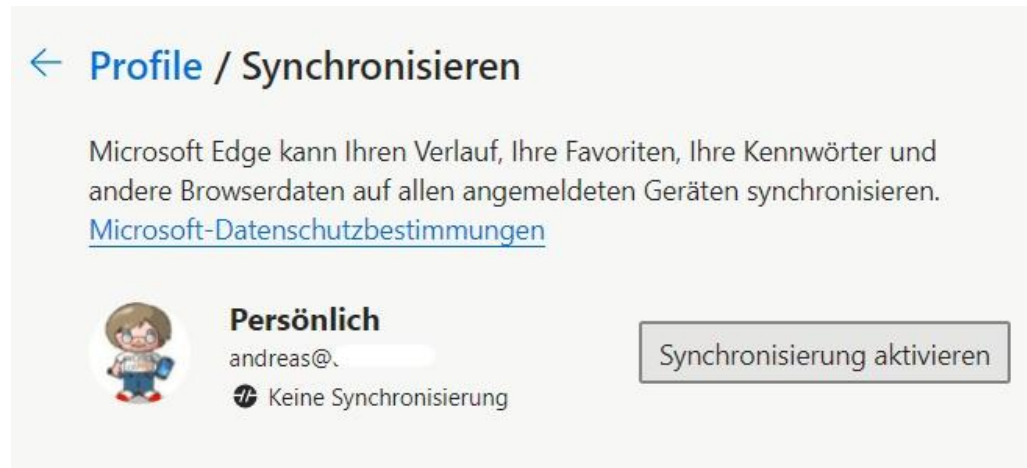 Profile / Synchronisieren
Microsoft Edge kann Ihren Verlauf, Ihre Favoriten, Ihre Kennwörter und
andere Browserdaten auf allen angemeldeten Geräten synchronisieren.
Microsoft-Datenschutzbestimmungen
Persönlich
andreas@
Keine Synchronisierung
Synchronisierung aktivieren